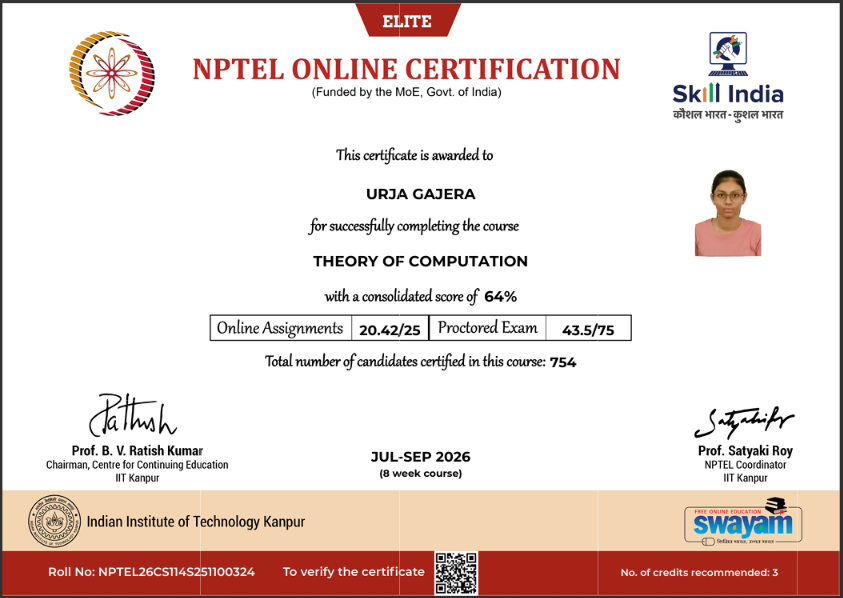 ELITE
NPTEL ONLINE CERTIFICATION
(Funded by the MoE, Govt. of India)
Skill India
कौशल भारत - कुशल भारत
This certificate is awarded to
URJA GAJERA
for successfully completing the course
THEORY OF COMPUTATION
with a consolidated score of 64%
Online Assignments 20.42/25 Proctored Exam 43.5/75
Total number of candidates certified in this course: 754
Prof. B. V. Ratish Kumar
Chairman, Centre for Continuing Education
IIT Kanpur
JUL-SEP 2026
(8 week course)
Prof. Satyaki Roy
NPTEL Coordinator
IIT Kanpur
Indian Institute of Technology Kanpur
FREE ONLINE EDUCATION
swayam
शिक्षित भारत, उन्नत भारत
Roll No: NPTEL26CS114S251100324
To verify the certificate
No. of credits recommended: 3